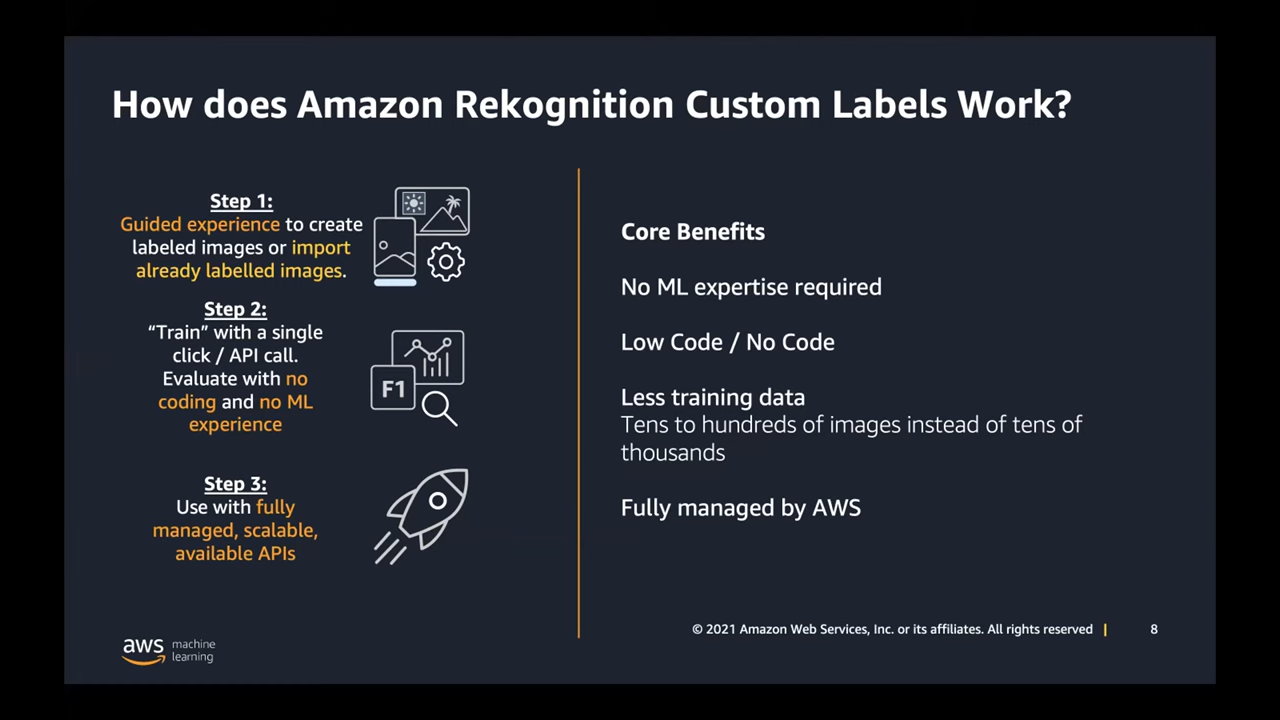 How does Amazon Rekognition Custom Labels Work?
Step 1:
Guided experience to create
labeled images or import
already labelled images.
Step 2:
“Train” with a single
click / API call.
Evaluate with no
coding and no ML
experience
F1
Step 3:
Use with fully
managed, scalable,
available APIs
Core Benefits
No ML expertise required
Low Code / No Code
Less training data
Tens to hundreds of images instead of tens of
thousands
Fully managed by AWS
aws machine
learning
© 2021 Amazon Web Services, Inc. or its affiliates. All rights reserved | 8